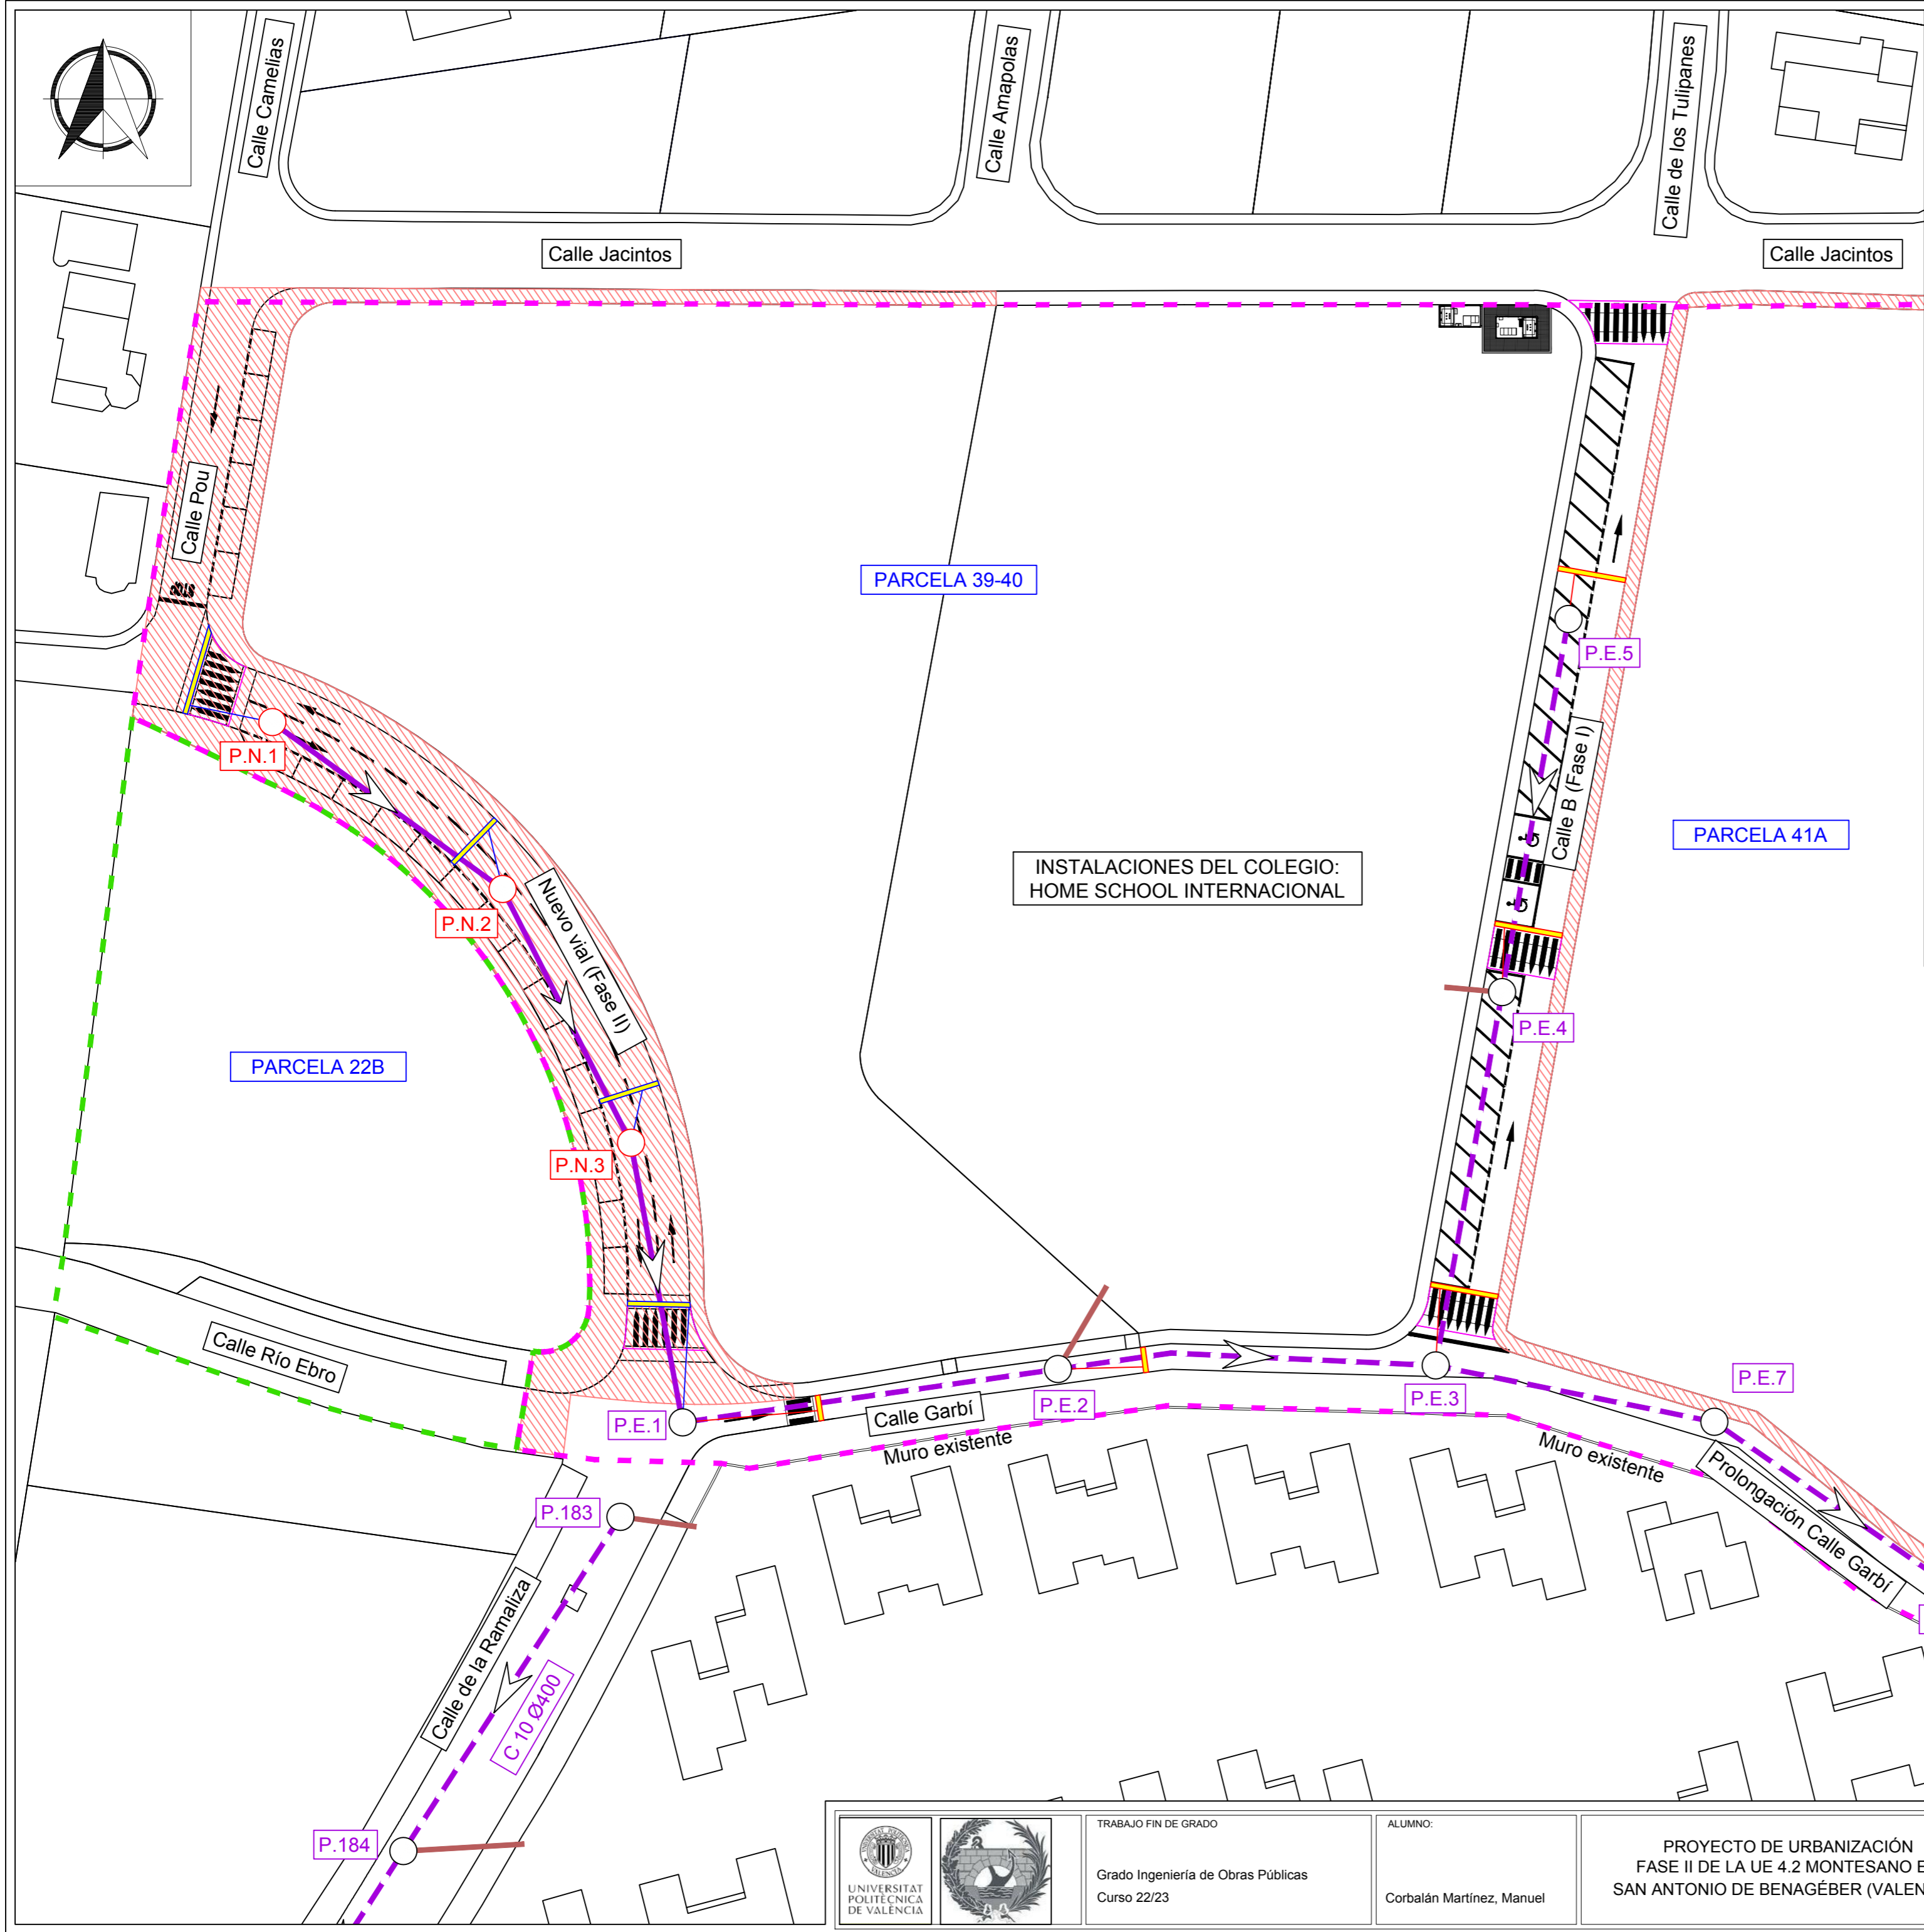 Calle Camelias
Calle Amapolas
Calle de los Tulipanes
Calle Jacintos
Calle Jacintos
Calle Pou
STOP
PARCELA 39-40
P.E.5
P.N.1
Calle B (Fase I)
PARCELA 41A
INSTALACIONES DEL COLEGIO:
HOME SCHOOL INTERNACIONAL
P.N.2
Nuevo vial (Fase II)
P.E.4
PARCELA 22B
P.N.3
Calle Río Ebro
P.E.7
P.E.1
Calle Garbí
P.E.2
P.E.3
Muro existente
Muro existente
Prolongación Calle Garbí
P.183
Calle de la Ramaliza
C 10 Ø400
P.184
UNIVERSITAT
POLITÈCNICA
DE VALÈNCIA
TRABAJO FIN DE GRADO
Grado Ingeniería de Obras Públicas
Curso 22/23
ALUMNO:
Corbalán Martínez, Manuel
PROYECTO DE URBANIZACIÓN
FASE II DE LA UE 4.2 MONTESANO E
SAN ANTONIO DE BENAGÉBER (VALEN